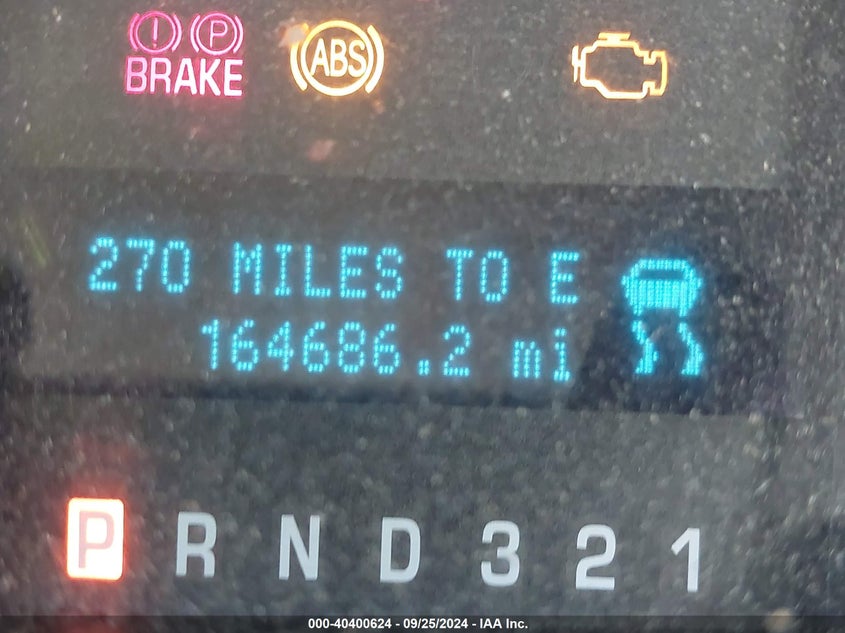 ! P
BRAKE
ABS
270 MILES TO E
164686.2 mi
P R N D 3 2 1
000-40400624 - 09/25/2024 - IAA Inc.